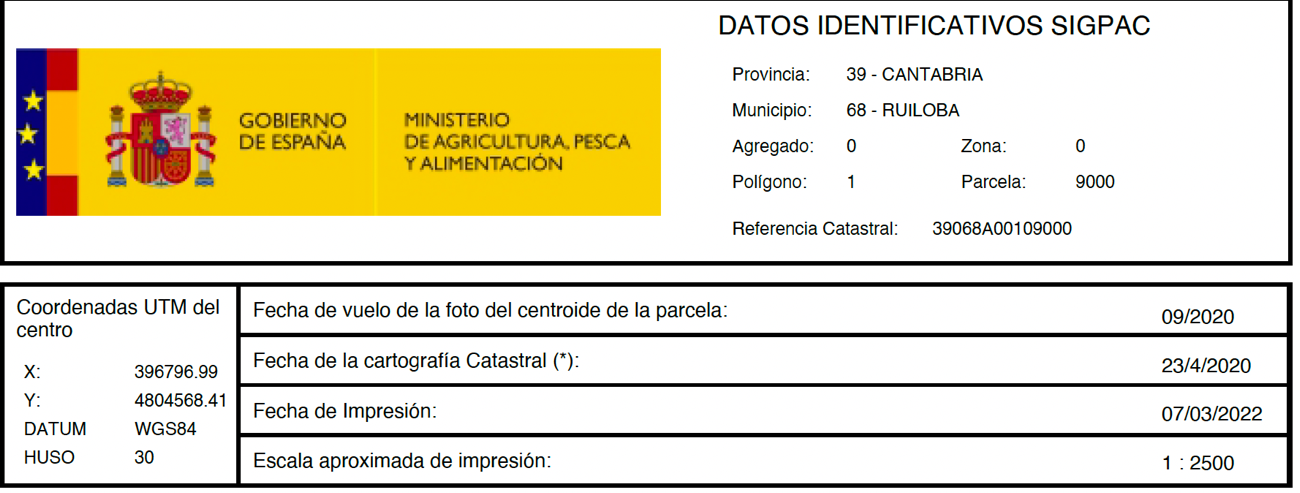 GOBIERNO
DE ESPAÑA
MINISTERIO
DE AGRICULTURA, PESCA
Y ALIMENTACIÓN
DATOS IDENTIFICATIVOS SIGPAC
Provincia: 39 - CANTABRIA
Municipio: 68 - RUILOBA
Agregado: 0 Zona: 0
Polígono: 1 Parcela: 9000
Referencia Catastral: 39068A00109000
Coordenadas UTM del
centro
X: 396796.99
Y: 4804568.41
DATUM WGS84
HUSO 30
Fecha de vuelo de la foto del centroide de la parcela: 09/2020
Fecha de la cartografía Catastral (*): 23/4/2020
Fecha de Impresión: 07/03/2022
Escala aproximada de impresión: 1 : 2500